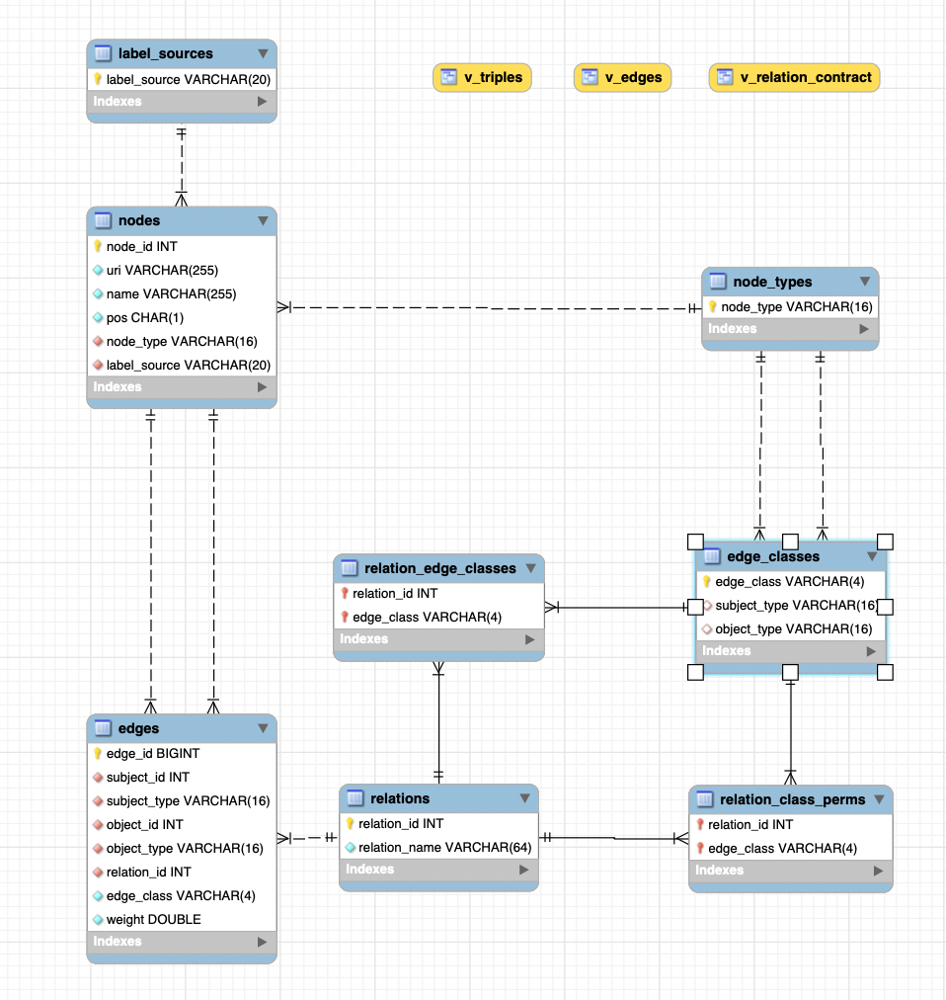 label_sources
label_source VARCHAR(20)
Indexes
v_triples
v_edges
v_relation_contract
nodes
node_id INT
uri VARCHAR(255)
name VARCHAR(255)
pos CHAR(1)
node_type VARCHAR(16)
label_source VARCHAR(20)
Indexes
node_types
node_type VARCHAR(16)
Indexes
relation_edge_classes
relation_id INT
edge_class VARCHAR(4)
Indexes
edge_classes
edge_class VARCHAR(4)
subject_type VARCHAR(16)
object_type VARCHAR(16)
Indexes
edges
edge_id BIGINT
subject_id INT
subject_type VARCHAR(16)
object_id INT
object_type VARCHAR(16)
relation_id INT
edge_class VARCHAR(4)
weight DOUBLE
Indexes
relations
relation_id INT
relation_name VARCHAR(64)
Indexes
relation_class_perms
relation_id INT
edge_class VARCHAR(4)
Indexes